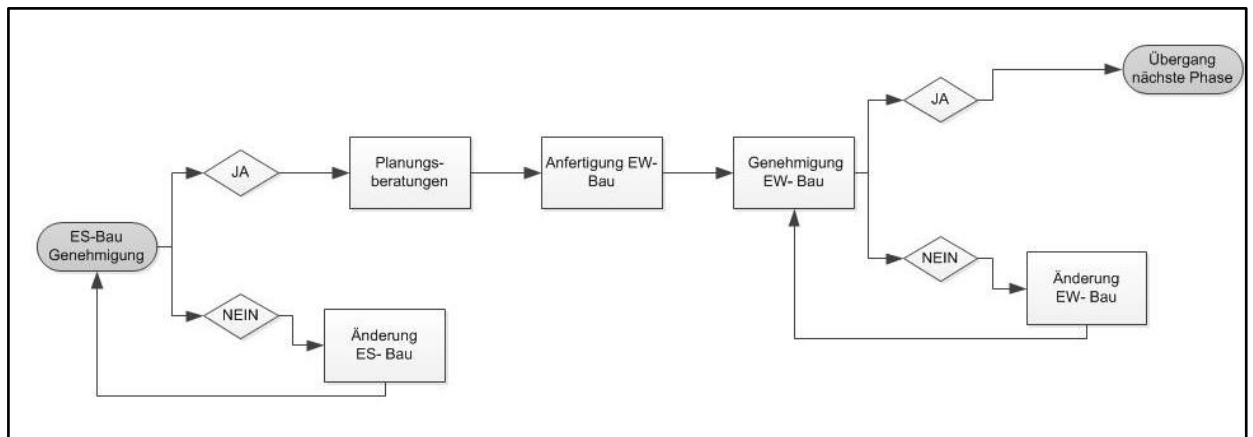 Übergang
nächste Phase
JA
JA
Planungs-
beratungen
Anfertigung EW-
Bau
Genehmigung
EW- Bau
ES-Bau
Genehmigung
NEIN
Änderung
EW- Bau
NEIN
Änderung
ES- Bau